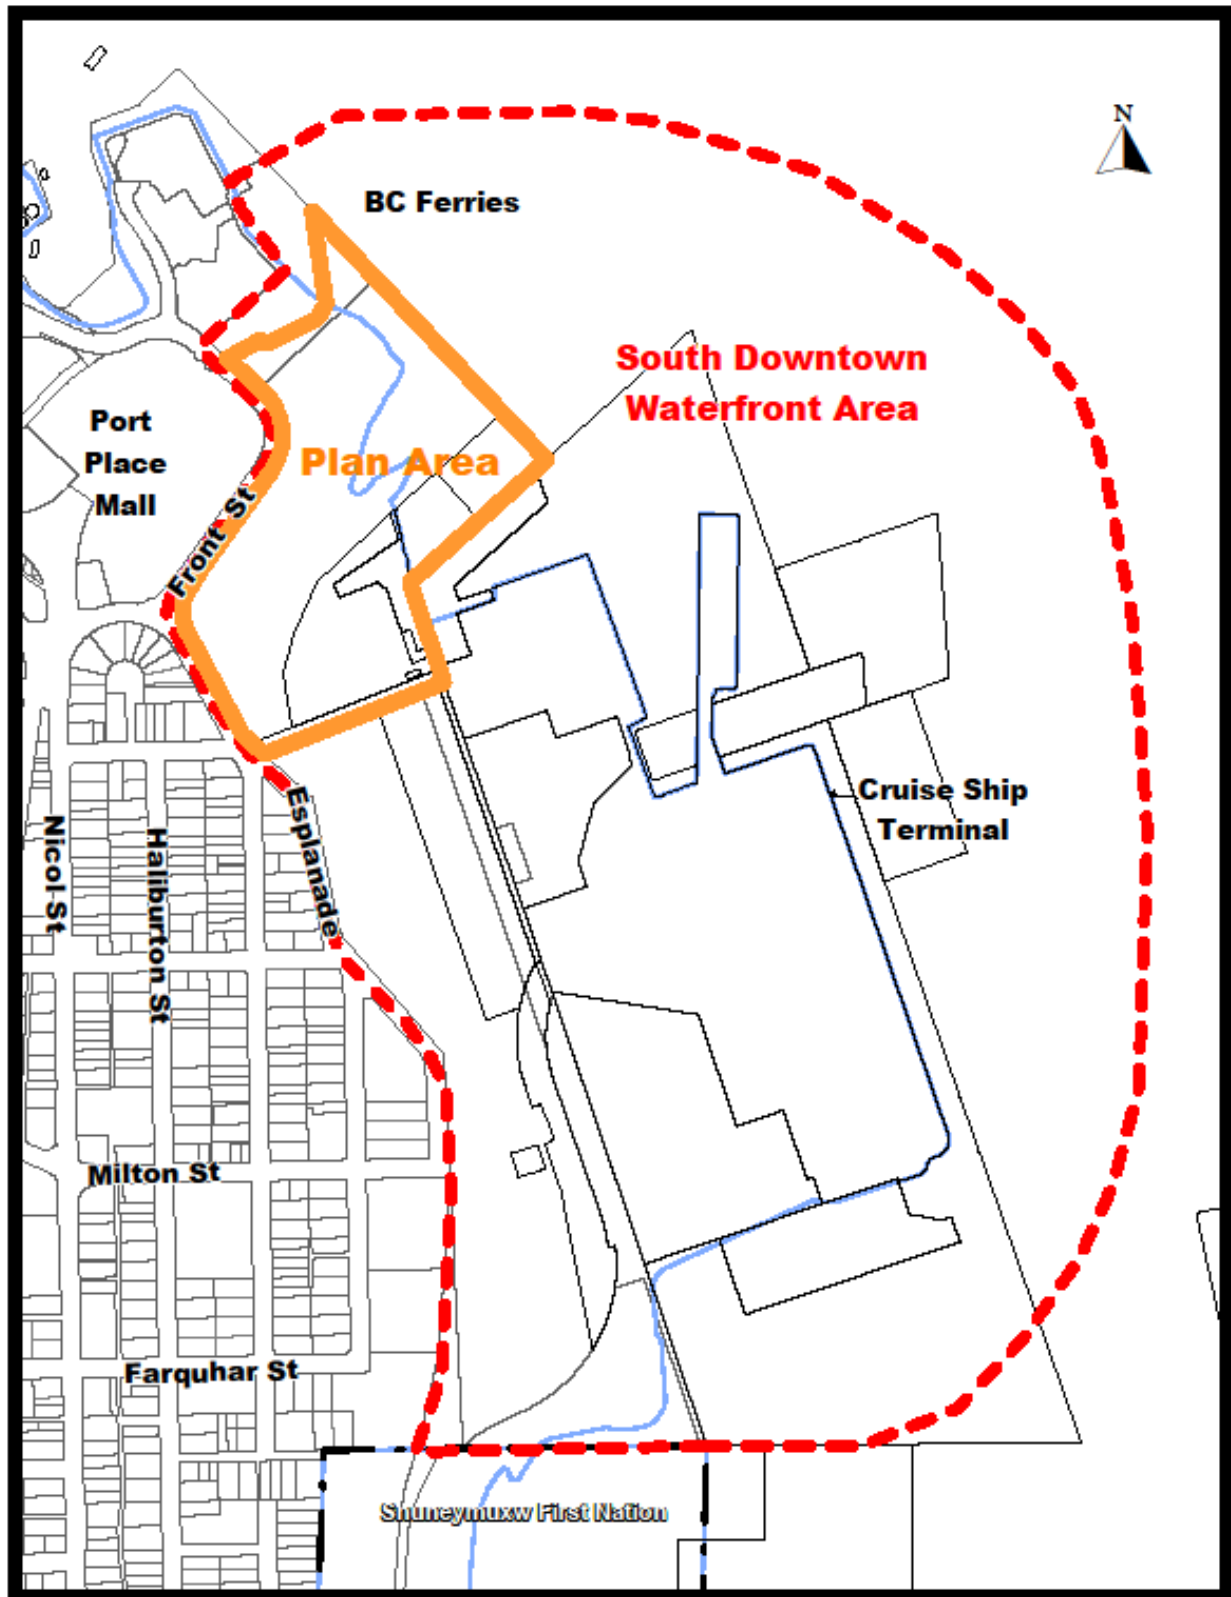 N
BC Ferries
South Downtown
Waterfront Area
Port
Place
Mall
Plan Area
Front St
Cruise Ship
Terminal
Esplanade
Nicol St
Haliburton St
Milton St
Farquhar St
Snuneymuxw First Nation